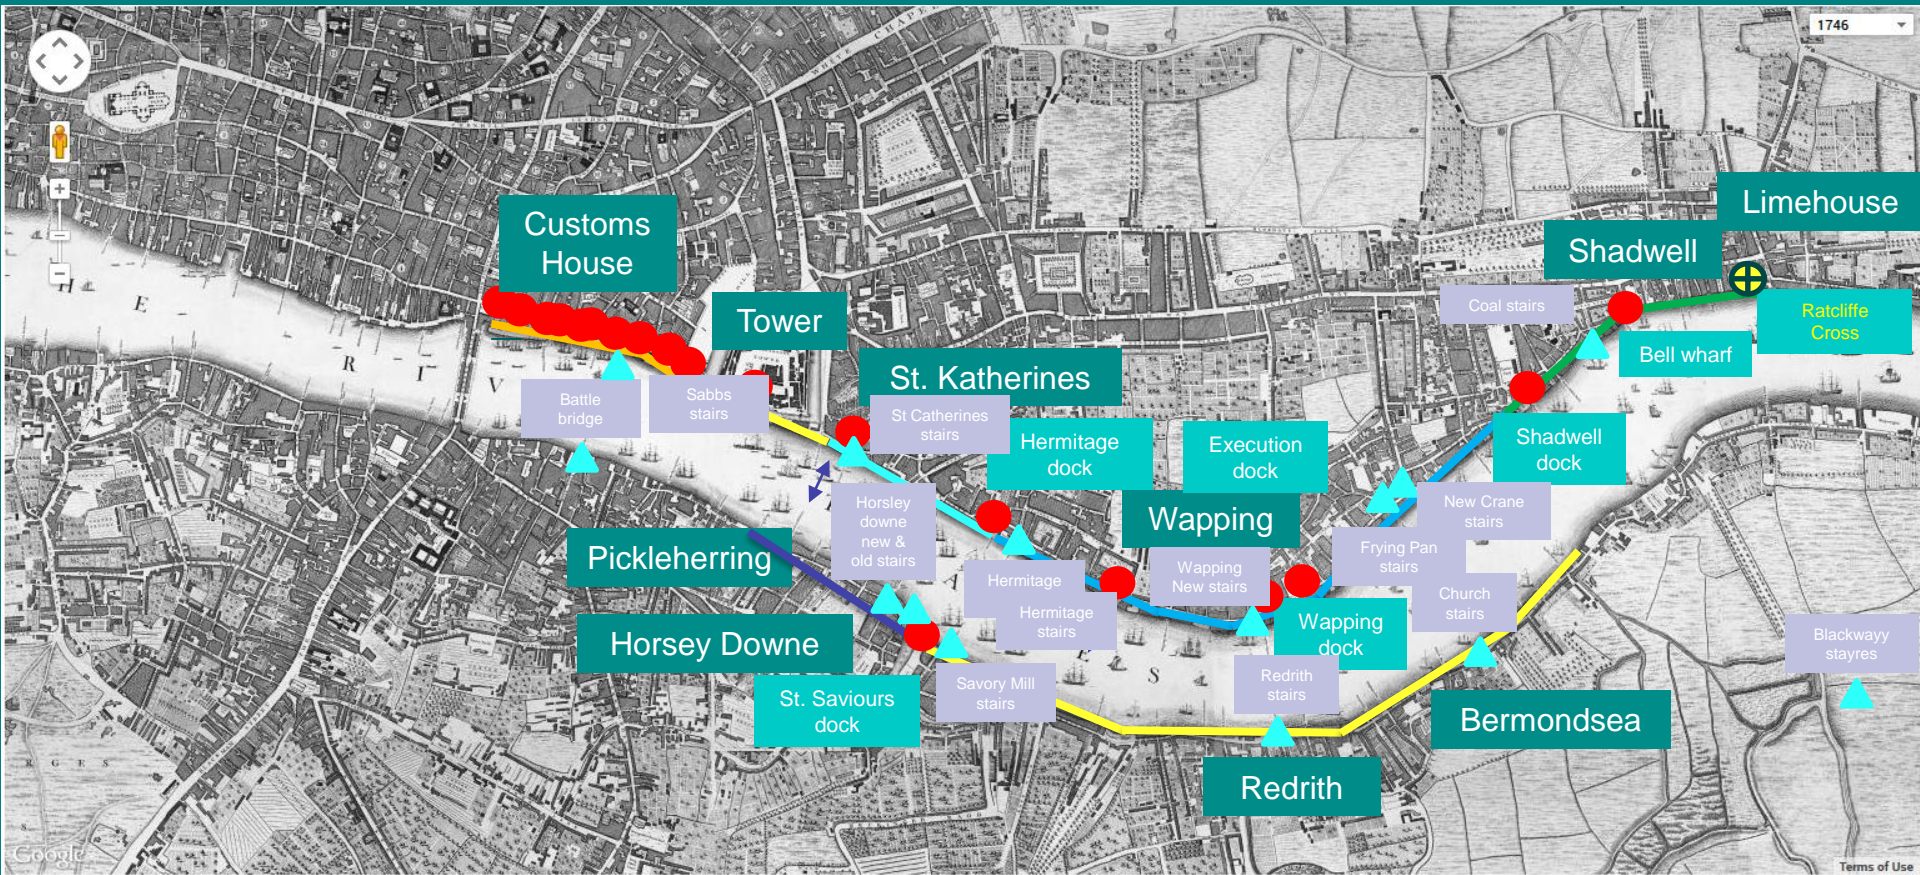 1746
WHITE CHAPEL
Limehouse
Customs
House
Shadwell
Tower
Coal stairs
Ratcliffe
Cross
Bell wharf
H
E
R
I
V
St. Katherines
Battle
bridge
Sabbs
stairs
St Catherines
stairs
Hermitage
dock
Execution
dock
Shadwell
dock
Horsley
downe
new &
old stairs
New Crane
stairs
Wapping
Pickleherring
Frying Pan
stairs
Hermitage
Wapping
New stairs
Church
stairs
A
Hermitage
stairs
Wapping
dock
Horsey Downe
E
S
Blackwayy
stayres
Savory Mill
stairs
Redrith
stairs
St. Saviours
dock
Bermondsea
RGES
Redrith
Google
Terms of Use